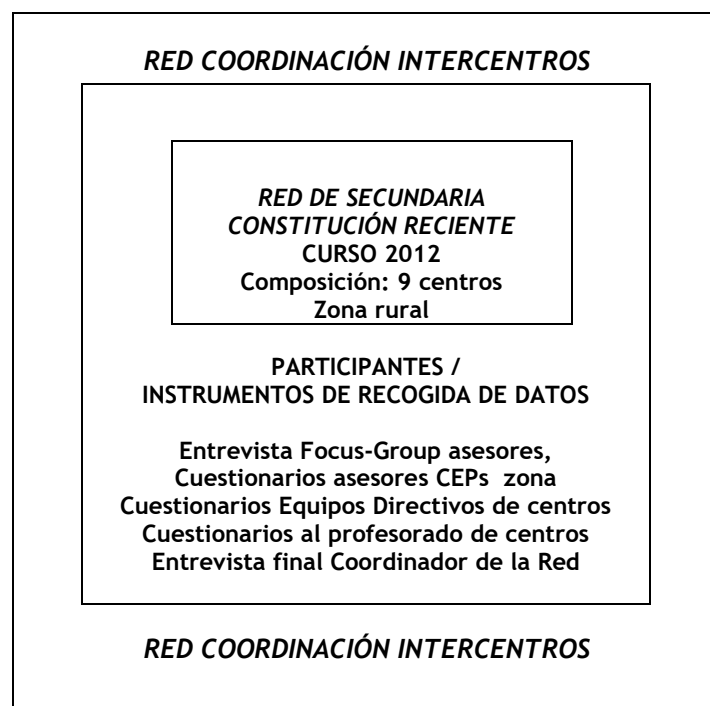 RED COORDINACIÓN INTERCENTROS
RED DE SECUNDARIA
CONSTITUCIÓN RECIENTE
CURSO 2012
Composición: 9 centros
Zona rural
PARTICIPANTES /
INSTRUMENTOS DE RECOGIDA DE DATOS
Entrevista Focus-Group asesores,
Cuestionarios asesores CEPs zona
Cuestionarios Equipos Directivos de centros
Cuestionarios al profesorado de centros
Entrevista final Coordinador de la Red
RED COORDINACIÓN INTERCENTROS